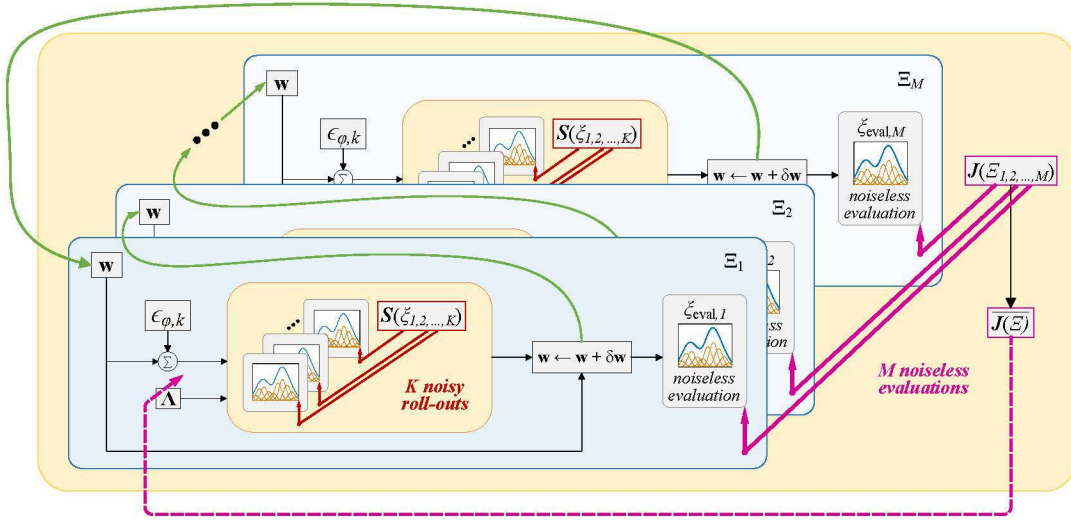 Ξ_M
w
ϵ_{φ,k}
S(ξ_{1,2,...,K})
Σ
w ← w + δw
ξ_{eval,M}
noiseless
evaluation
J(Ξ_{1,2,...,M})
Ξ_2
w
2
Ξ_1
w
ϵ_{φ,k}
S(ξ_{1,2,...,K})
Σ
Λ
K noisy
roll-outs
w ← w + δw
ξ_{eval,1}
noiseless
evaluation
J̅(̅Ξ̅)̅
M noiseless
evaluations